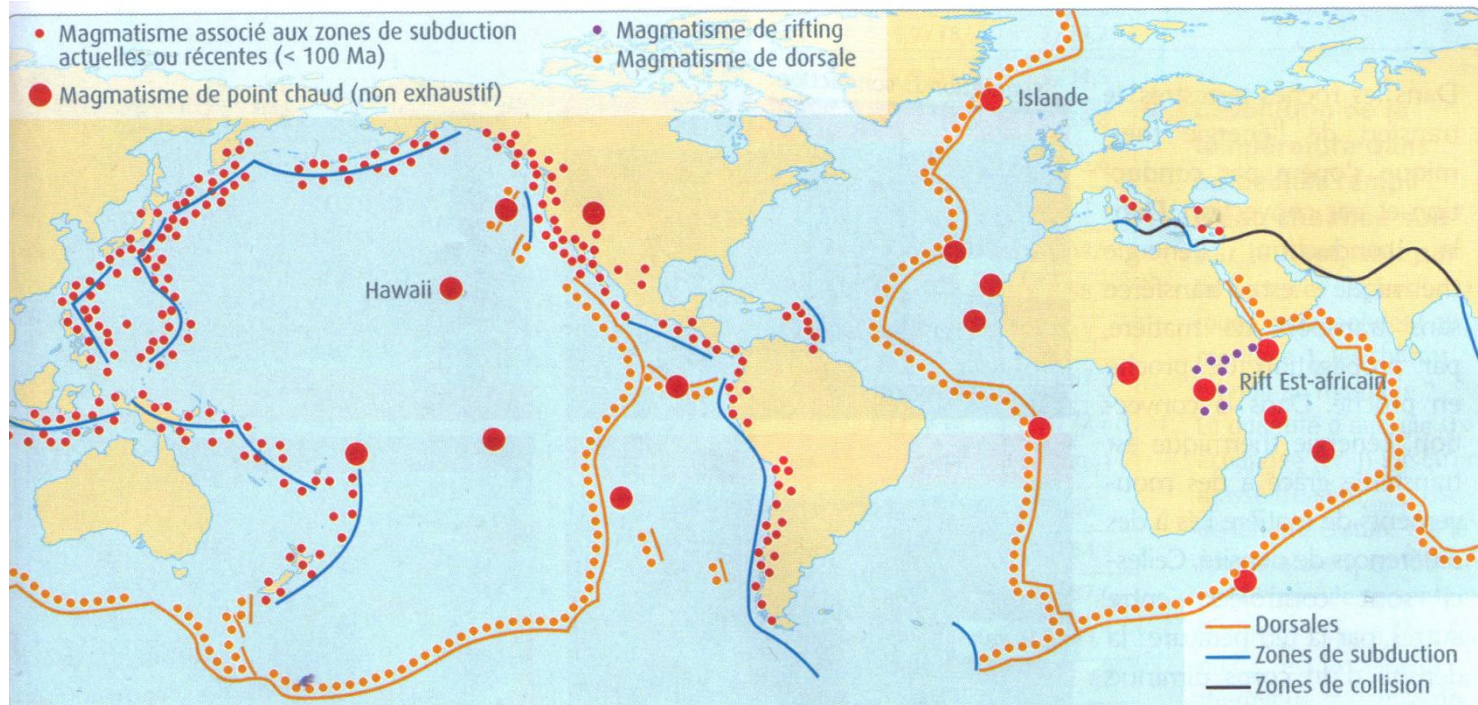 Magmatisme associé aux zones de subduction
actuelles ou récentes (< 100 Ma)
Magmatisme de point chaud (non exhaustif)
Magmatisme de rifting
Magmatisme de dorsale
Islande
Hawaii
Rift Est-africain
Dorsales
Zones de subduction
Zones de collision